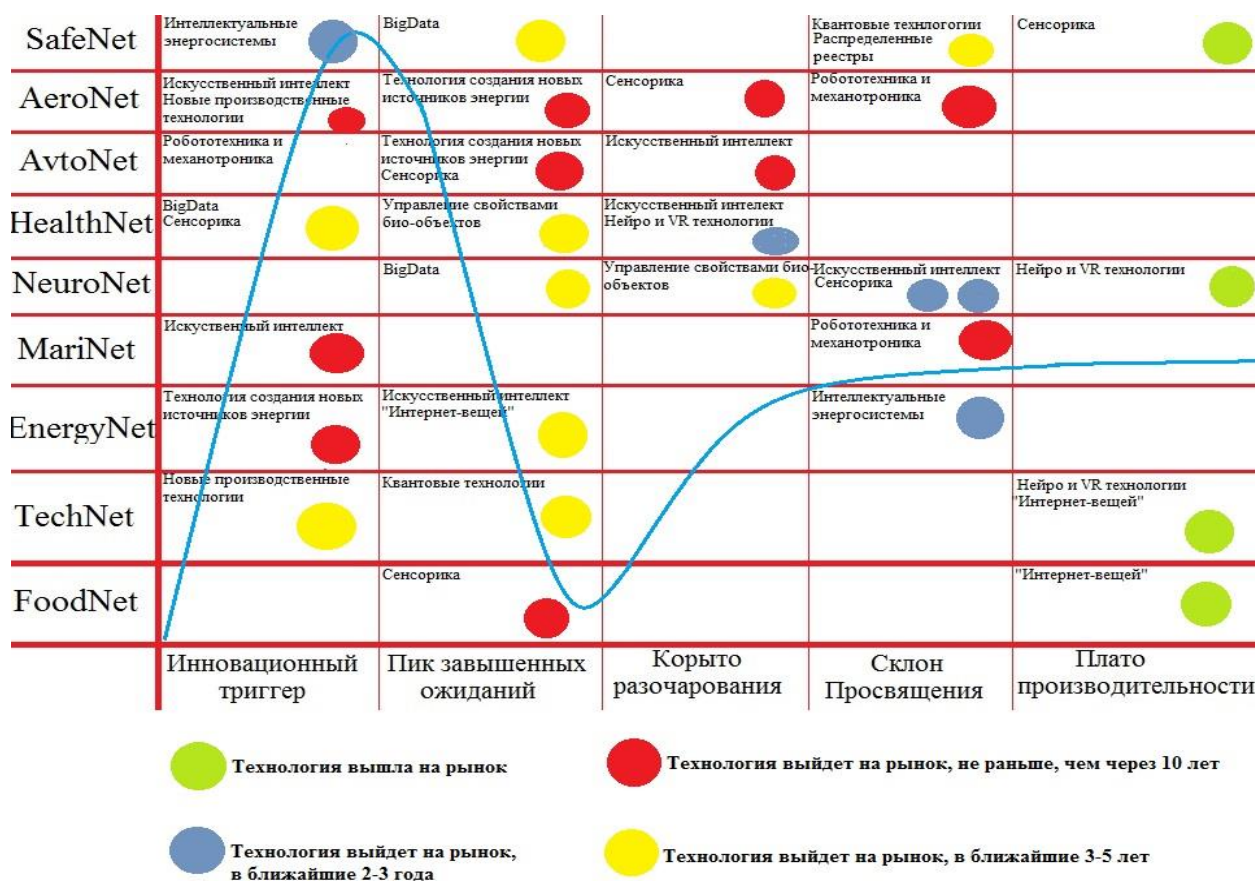 SafeNet
Интеллектуальные
энергосистемы
BigData
Квантовые технлогогии
Распределенные
реестры
Сенсорика
AeroNet
Искусственный интеллект
Новые производственные
технологии
Технология создания новых
источников энергии
Сенсорика
Робототехника и
механотроника
AvtoNet
Робототехника и
механотроника
Технология создания новых
источников энергии
Сенсорика
Искусственный интеллект
HealthNet
BigData
Сенсорика
Управление свойствами
био-объектов
Искусственный интелект
Нейро и VR технологии
NeuroNet
BigData
Управление свойствами био-
объектов
Искусственный интеллект
Сенсорика
Нейро и VR технологии
MariNet
Искуственный интеллект
Робототехника и
механотроника
EnergyNet
Технология создания новых
источников энергии
Искусственный интеллект
"Интернет-вещей"
Интеллектуальные
энергосистемы
TechNet
Новые производственные
технологии
Квантовые технологии
Нейро и VR технологии
"Интернет-вещей"
FoodNet
Сенсорика
"Интернет-вещей"
Инновационный
триггер
Пик завышенных
ожиданий
Корыто
разочарования
Склон
Просвящения
Плато
производительности
Технология вышла на рынок
Технология выйдет на рынок, не раньше, чем через 10 лет
Технология выйдет на рынок,
в ближайшие 2-3 года
Технология выйдет на рынок, в ближайшие 3-5 лет